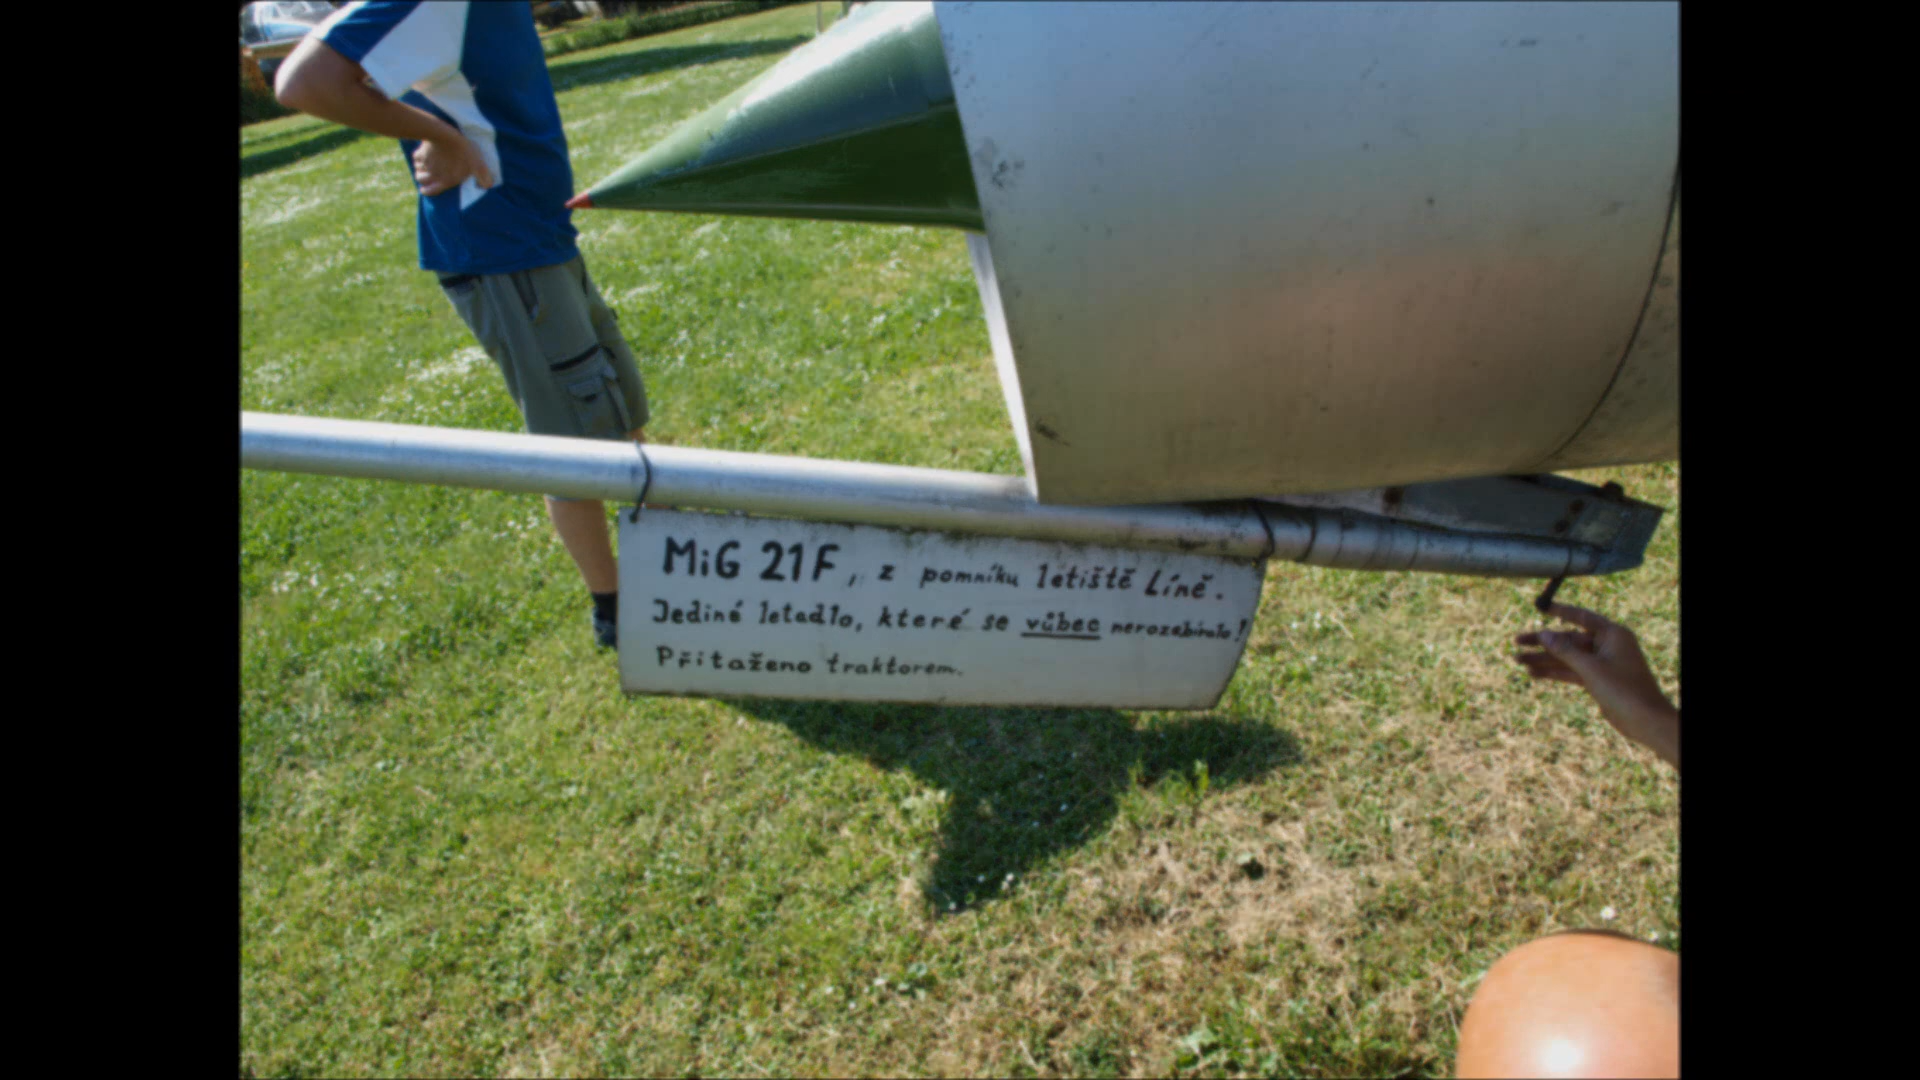 MiG 21F, z pomníku letiště Líně.
Jediné letadlo, které se vůbec nerozebíralo!
Přitaženo traktorem.